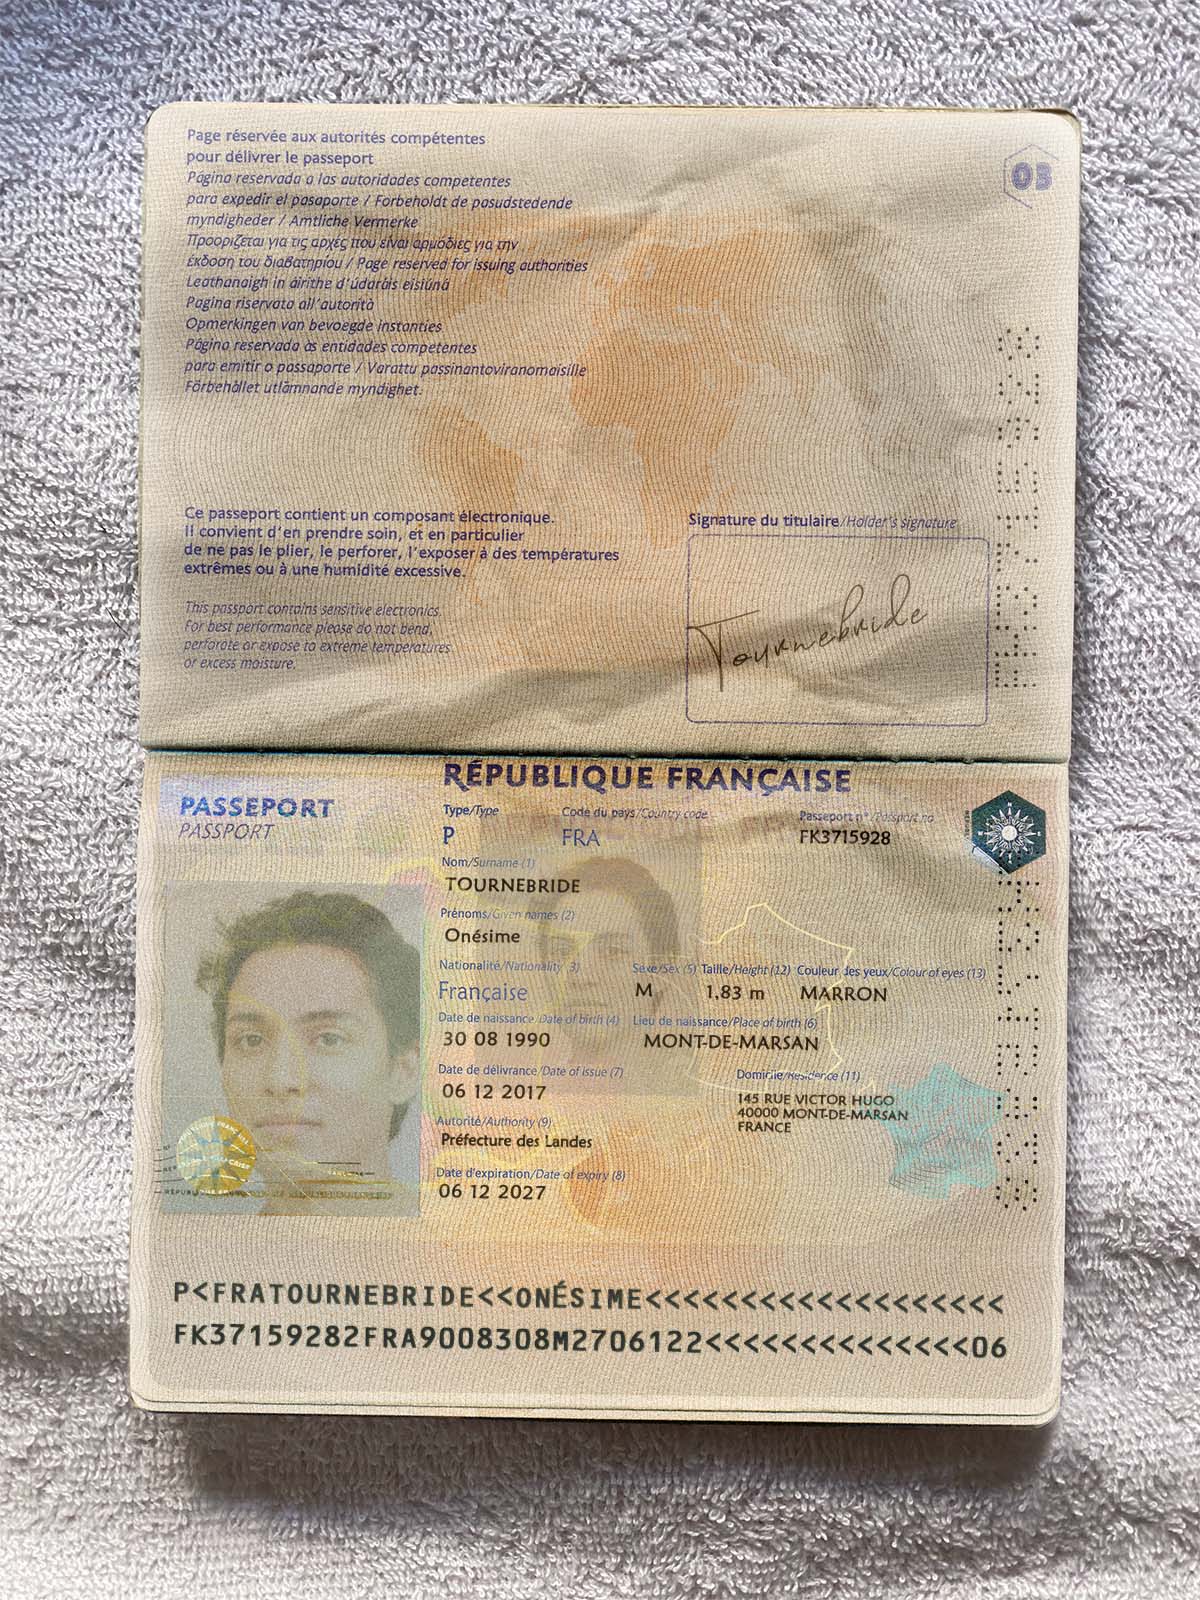 Page réservée aux autorités compétentes
pour délivrer le passeport
Pagina reservada a las autoridades competentes
para expedir el pasaporte / Forbeholdt de pasudstedende
myndigheder / Amtliche Vermerke
Προορίζεται για τις αρχές που είναι αρμόδιες για την
έκδοση του διαβατηρίου / Page reserved for issuing authorities
Leathanaigh in áirithe d'údaráis eisiúná
Pagina riservata all'autorità
Opmerkingen van bevoegde instanties
Página reservada às entidades competentes
para emitir o passaporte / Varattu passinantoviranomaisille
Förbehållet utlämnande myndighet.
03
Ce passeport contient un composant électronique.
Il convient d'en prendre soin, et en particulier
de ne pas le plier, le perforer, l'exposer à des températures
extrêmes ou à une humidité excessive.
This passport contains sensitive electronics.
For best performance please do not bend,
perforate or expose to extreme temperatures
or excess moisture.
Signature du titulaire/Holder's signature
Tournebride
RÉPUBLIQUE FRANÇAISE
PASSEPORT
PASSPORT
Type/Type Code du pays/Country code Passeport n°/Passport no
P FRA FK3715928
Nom/Surname (1)
TOURNEBRIDE
Prénoms/Given names (2)
Onésime
Nationalité/Nationality (3) Sexe/Sex (5) Taille/Height (12) Couleur des yeux/Colour of eyes (13)
Française M 1,83 m MARRON
Date de naissance/Date of birth (4) Lieu de naissance/Place of birth (6)
30 08 1990 MONT-DE-MARSAN
Date de délivrance/Date of issue (7) Domicile/Residence (11)
06 12 2017 145 RUE VICTOR HUGO
40000 MONT-DE-MARSAN
FRANCE
Autorité/Authority (9)
Préfecture des Landes
Date d'expiration/Date of expiry (8)
06 12 2027
P<FRATOURNEBRIDE<<ONÉSIME<<<<<<<<<<<<<<<<<<<
FK37159282FRA9008308M2706122<<<<<<<<<<<<<<06